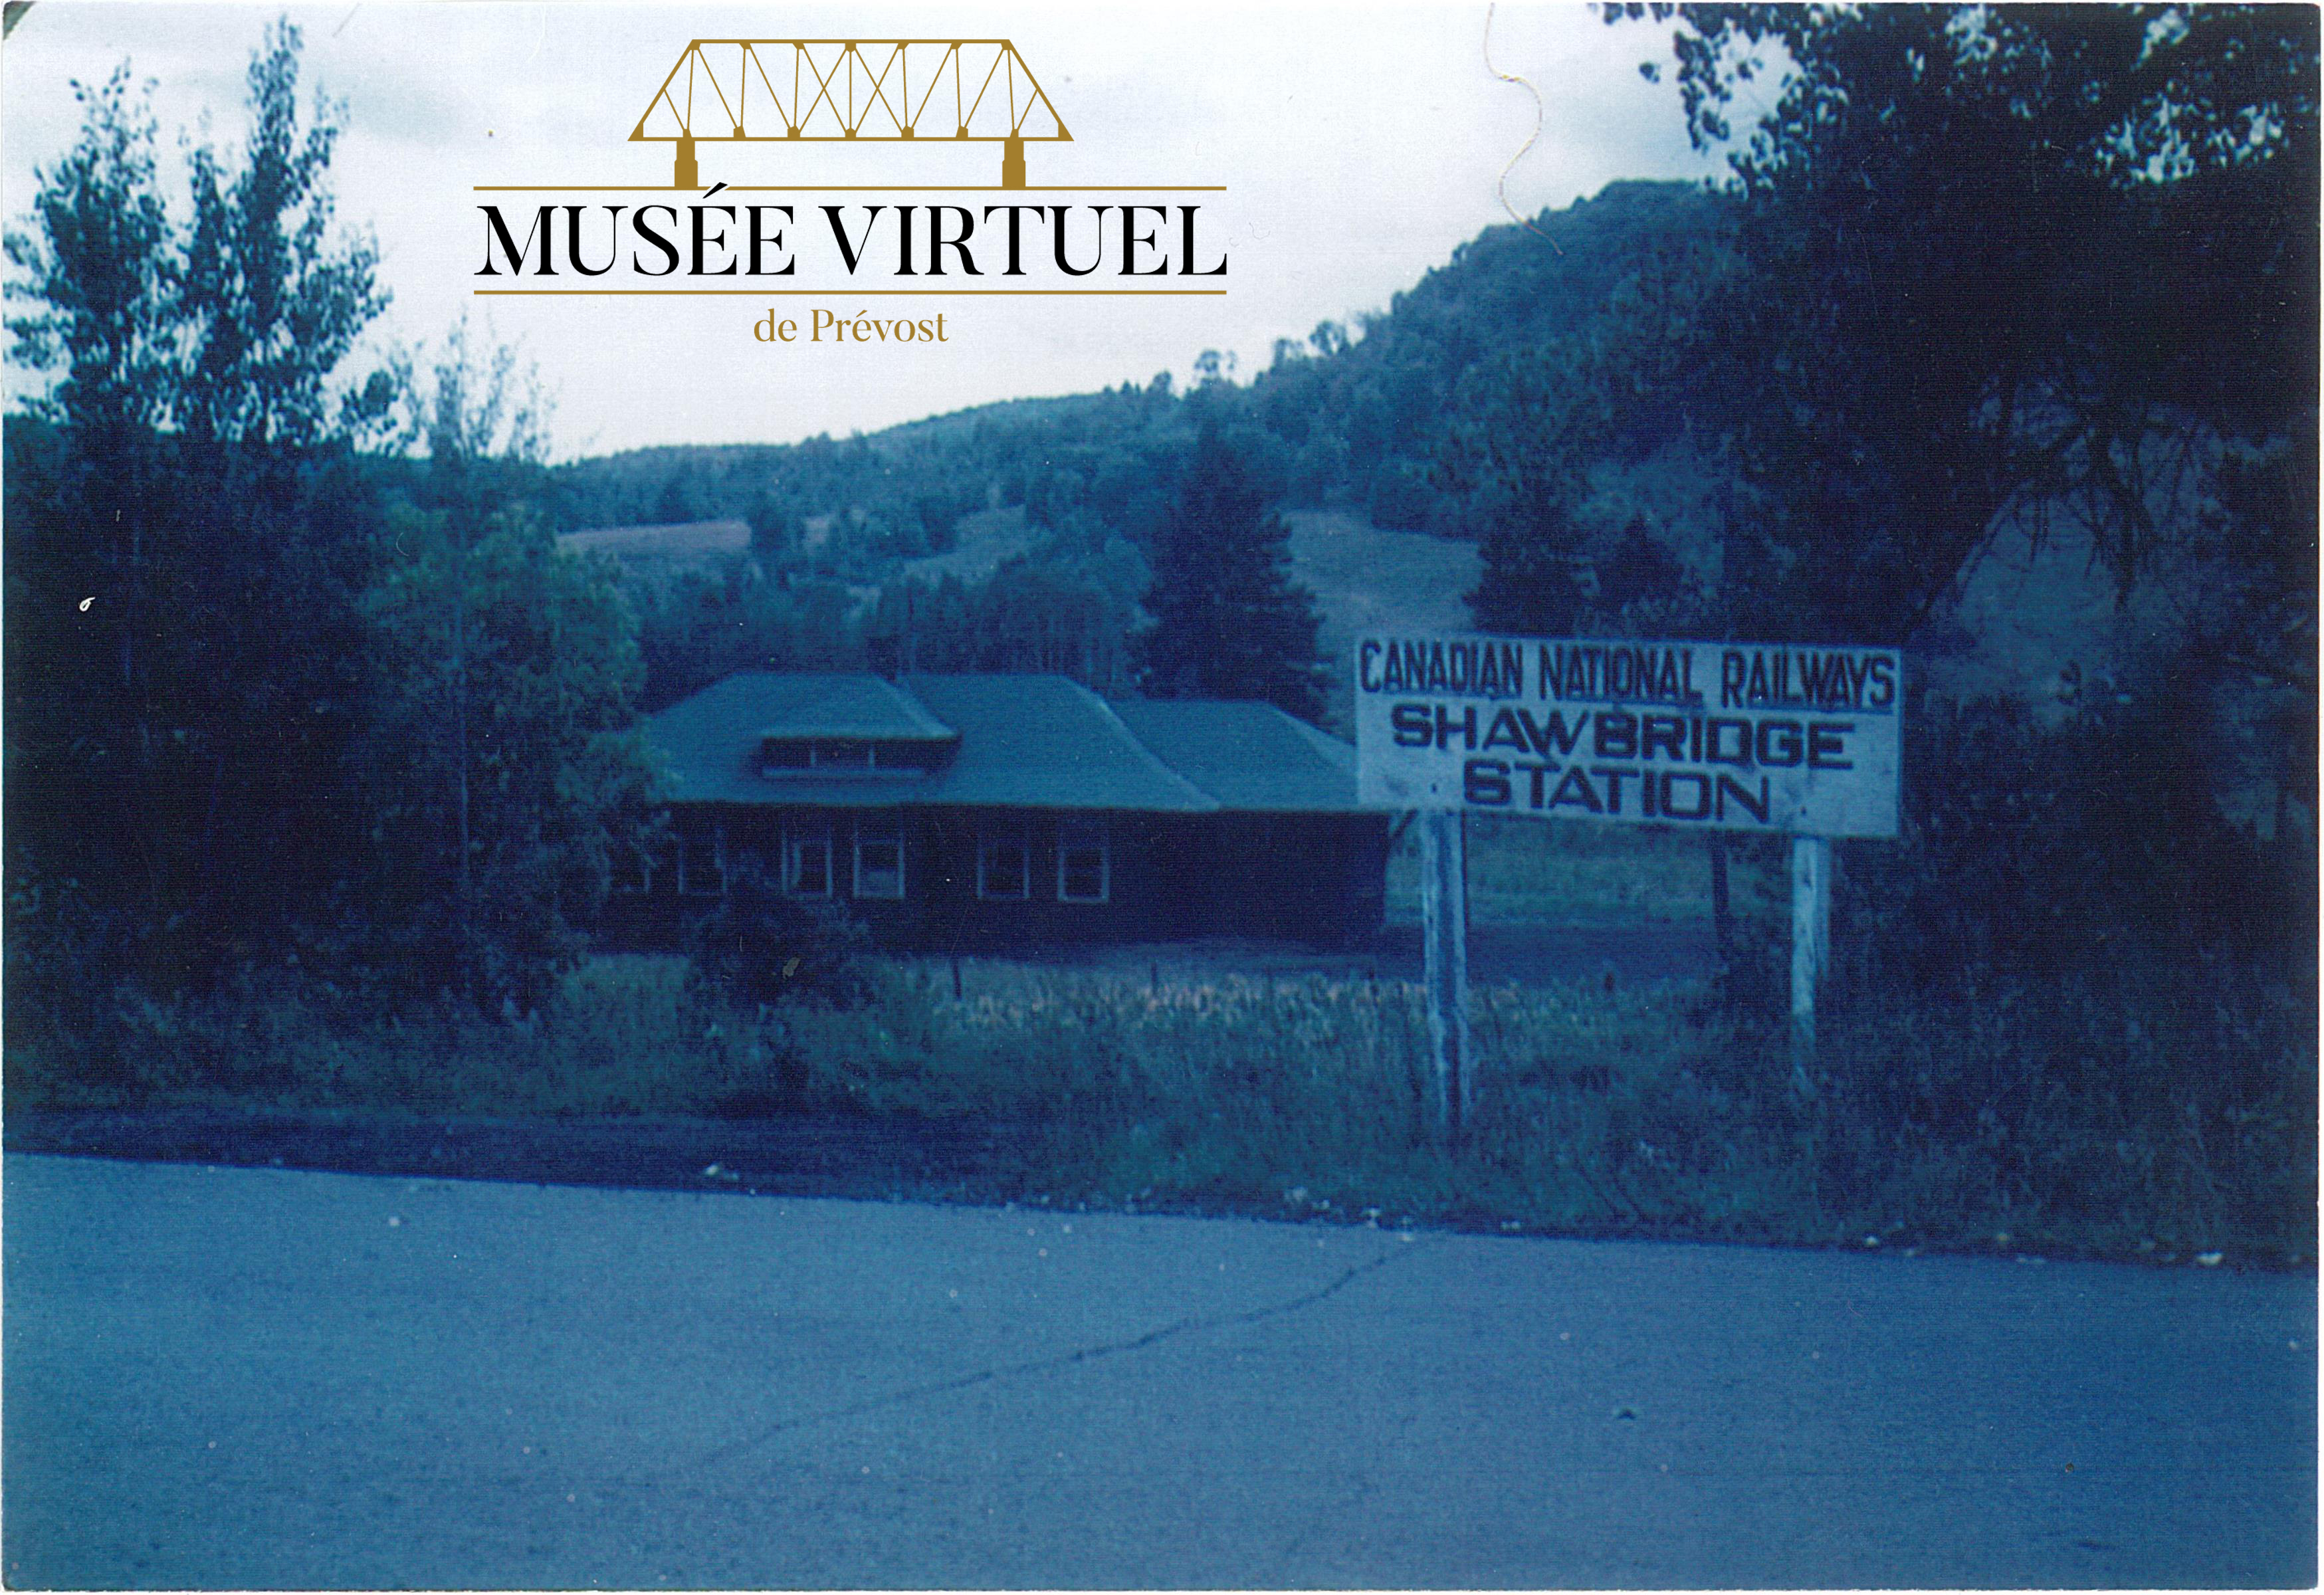 MUSÉE VIRTUEL
de Prévost
CANADIAN NATIONAL RAILWAYS
SHAWBRIDGE
STATION